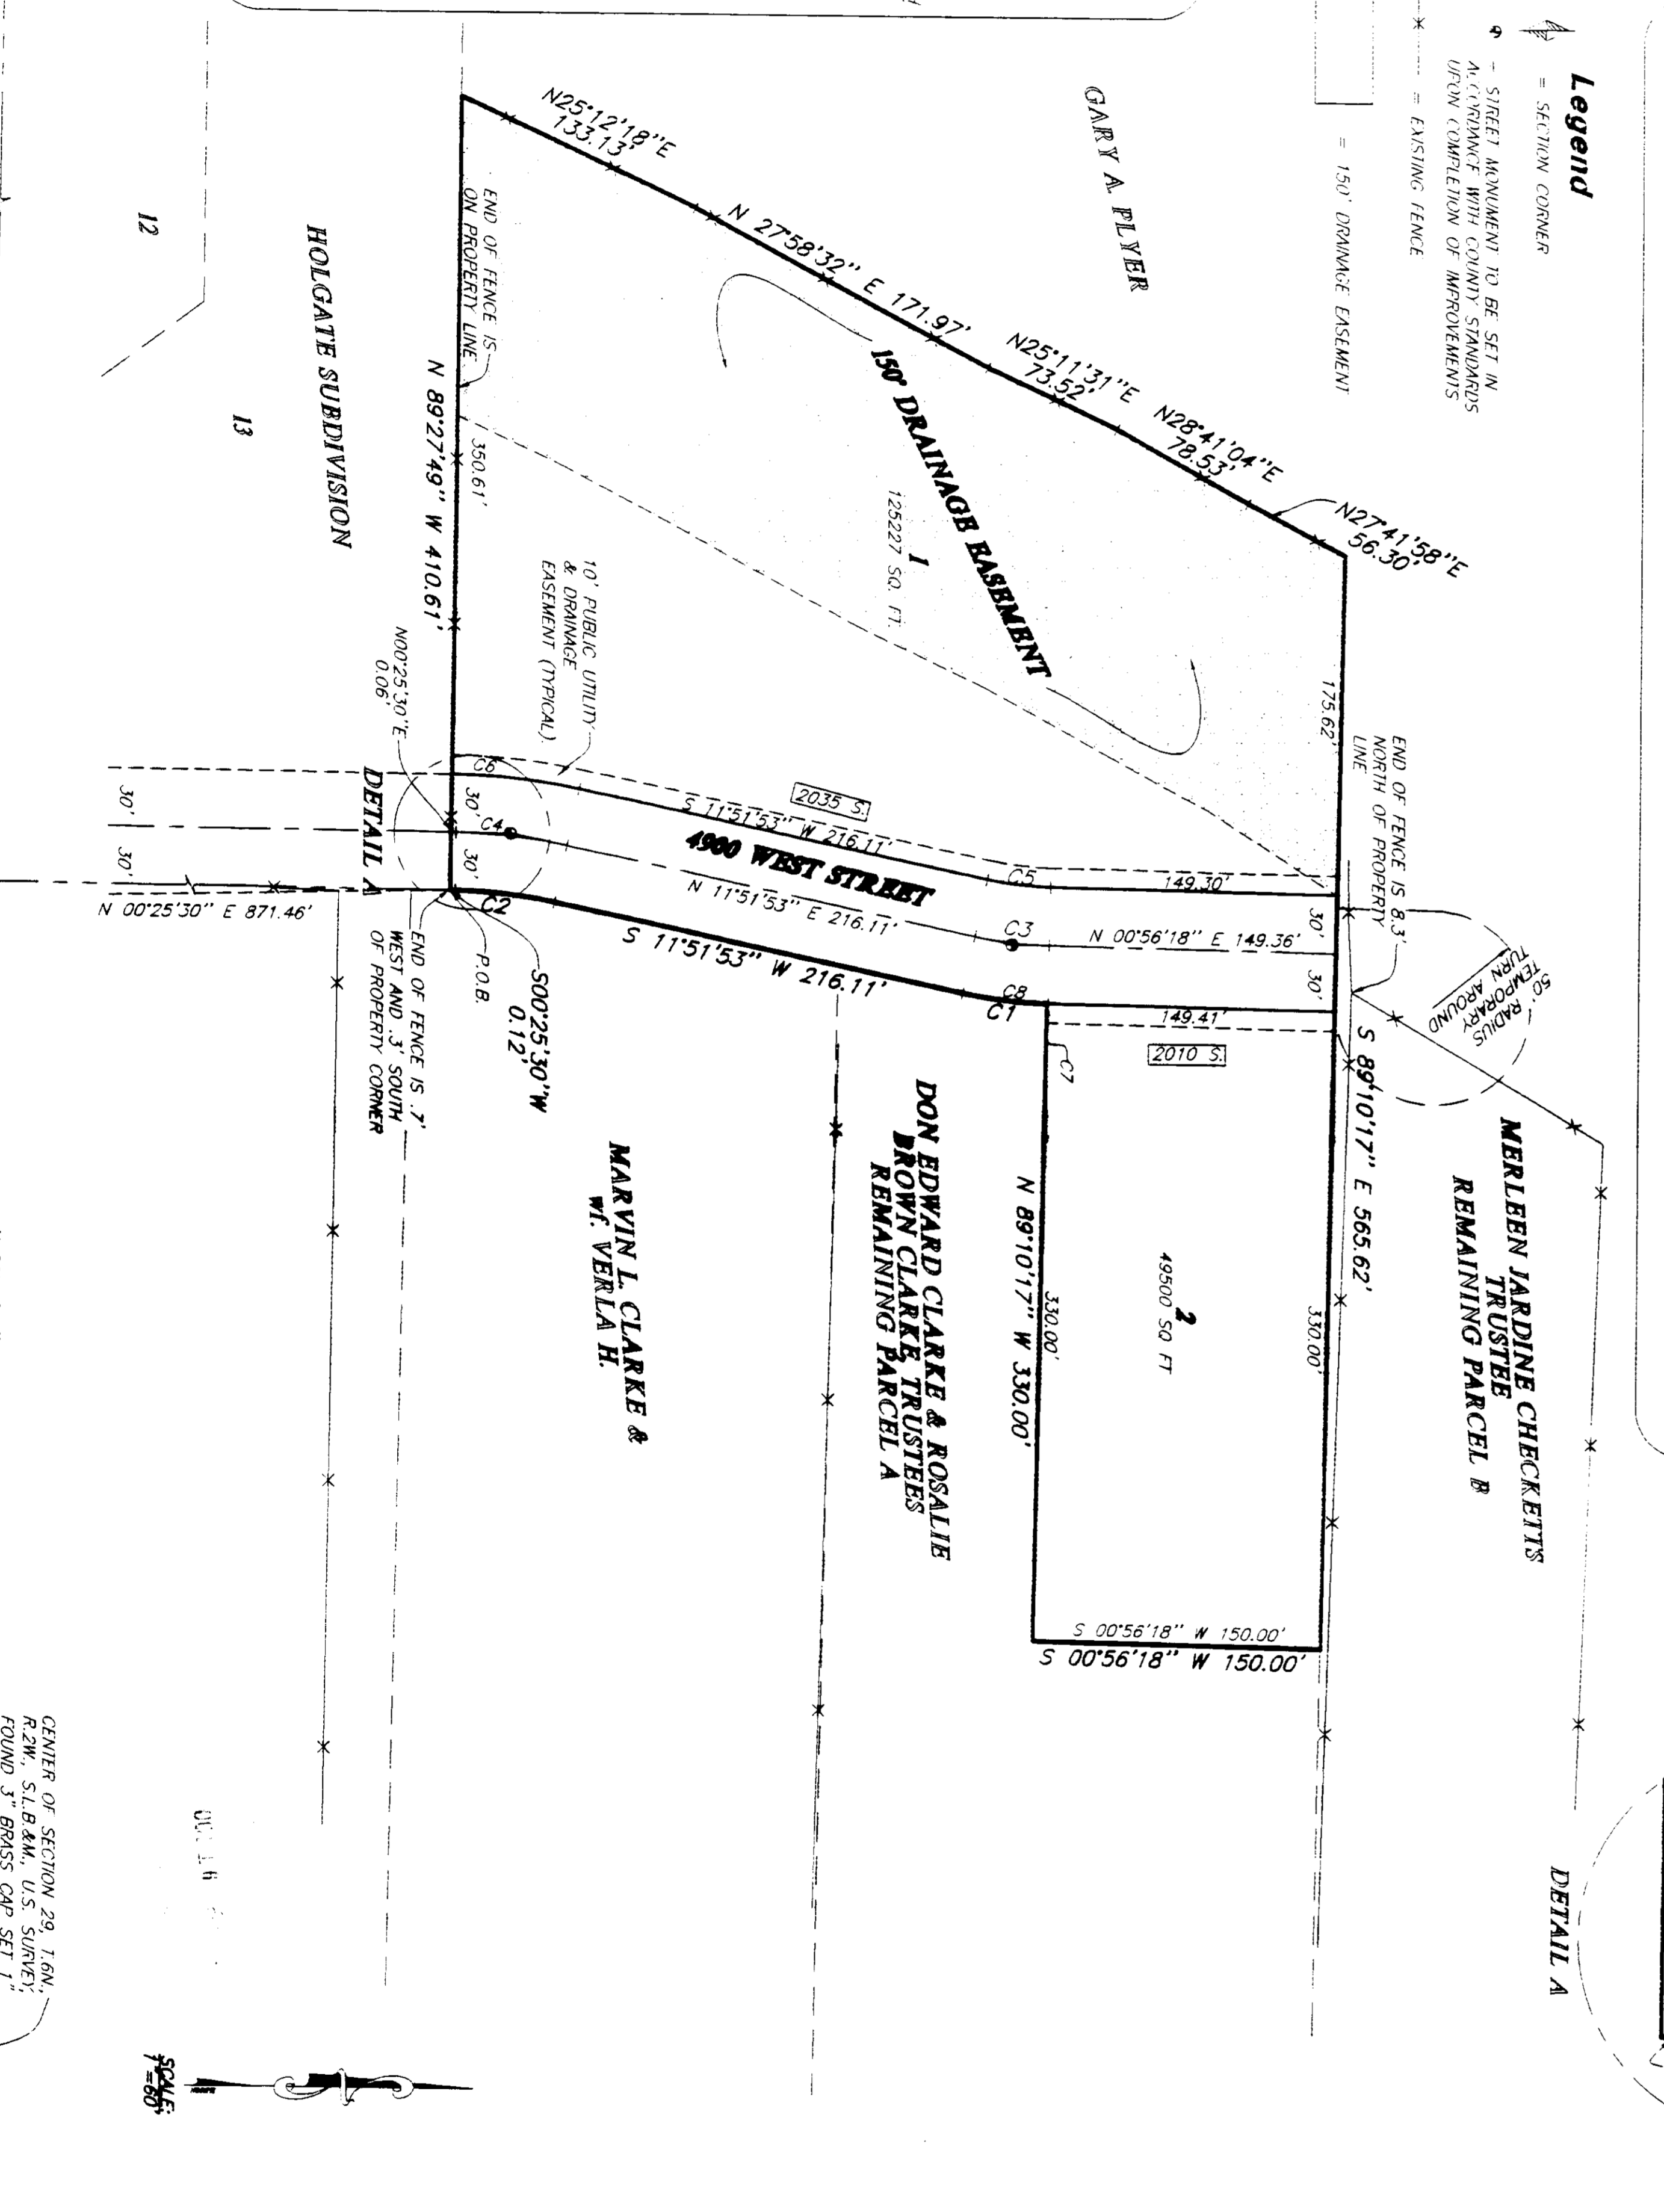 Legend
= SECTION CORNER
- STREET MONUMENT TO BE SET IN
ACCORDANCE WITH COUNTY STANDARDS
UPON COMPLETION OF IMPROVEMENTS
= EXISTING FENCE
= 150' DRAINAGE EASEMENT
GARY A. PLYER
N25°12'18"E
133.13'
N 27°58'32" E 171.97'
N25°11'31"E
73.52'
N28°41'04"E
78.53'
N27°41'58"E
56.30'
150' DRAINAGE EASEMENT
1
125227 SQ. FT.
175.62'
END OF FENCE IS
ON PROPERTY LINE
350.61'
N 89°27'49" W 410.61'
HOLGATE SUBDIVISION
12
13
10' PUBLIC UTILITY
& DRAINAGE
EASEMENT (TYPICAL)
N00°25'30"E
0.06'
END OF FENCE IS 8.3'
NORTH OF PROPERTY
LINE
50' RADIUS
TEMPORARY
TURN AROUND
DETAIL A
C6
30'
C4
30'
C2
30'
30'
2035 S.
S 11°51'53" W 216.11'
4900 WEST STREET
N 11°51'53" E 216.11'
S 11°51'53" W 216.11'
C5
149.30'
C3
N 00°56'18" E 149.36'
30'
30'
C8
C1
149.41'
2010 S.
C7
N 00°25'30" E 871.46'
END OF FENCE IS .7'
WEST AND .3' SOUTH
OF PROPERTY CORNER
P.O.B.
S00°25'30"W
0.12'
S 89°10'17" E 565.62'
330.00'
2
49500 SQ FT
330.00'
N 89°10'17" W 330.00'
S 00°56'18" W 150.00'
S 00°56'18" W 150.00'
MERLEEN JARDINE CHECKETTS
TRUSTEE
REMAINING PARCEL B
DON EDWARD CLARKE & ROSALIE
BROWN CLARKE, TRUSTEES
REMAINING PARCEL A
MARVIN L. CLARKE &
wf. VERLA H.
DETAIL A
CENTER OF SECTION 29, T.6N.,
R.2W., S.L.B.&M., U.S. SURVEY,
FOUND 3" BRASS CAP SET 1"
SCALE:
1"=60'